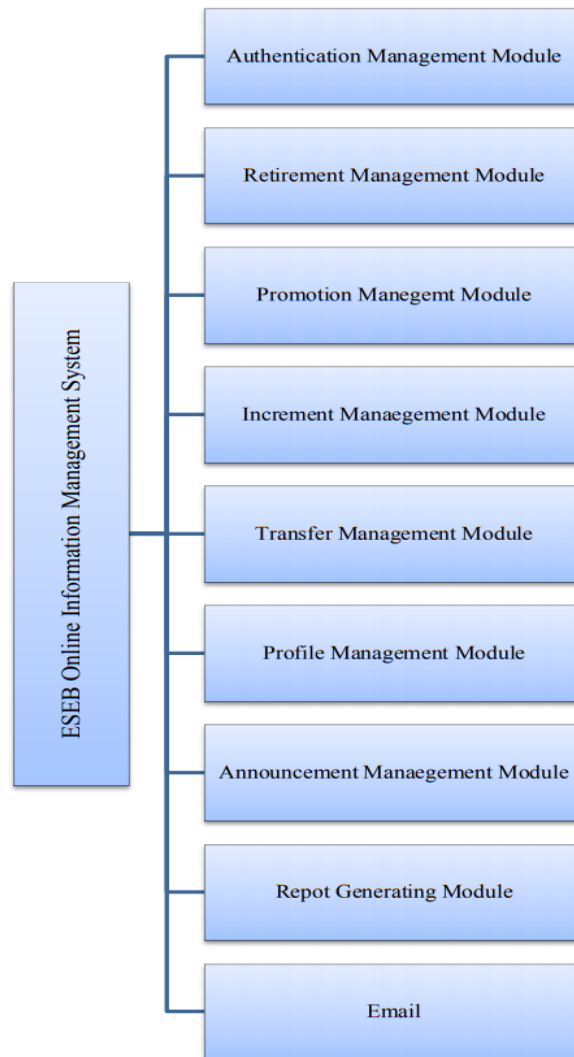 ESEB Online Information Management System
Authentication Management Module
Retirement Management Module
Promotion Manegemt Module
Increment Manaegement Module
Transfer Management Module
Profile Management Module
Announcement Manaegement Module
Repot Generating Module
Email